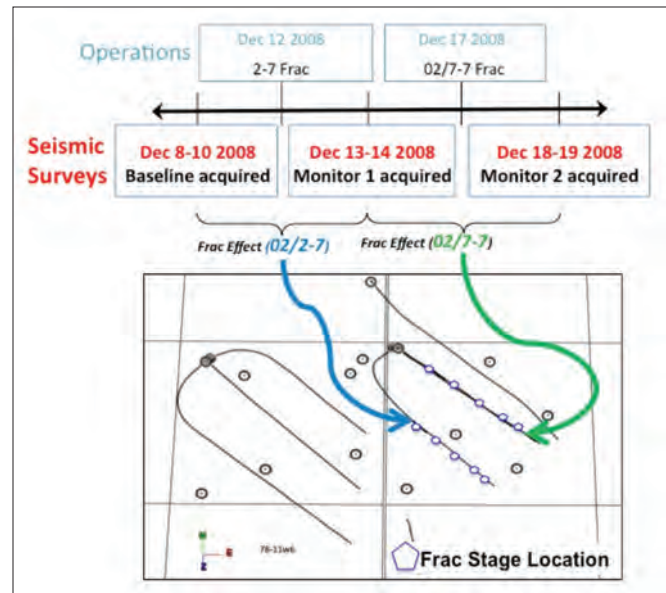 Operations
Dec 12 2008
2-7 Frac
Dec 17 2008
02/7-7 Frac
Seismic
Surveys
Dec 8-10 2008
Baseline acquired
Dec 13-14 2008
Monitor 1 acquired
Dec 18-19 2008
Monitor 2 acquired
Frac Effect (02/2-7)
Frac Effect (02/7-7)
Z
78-11w6
Frac Stage Location